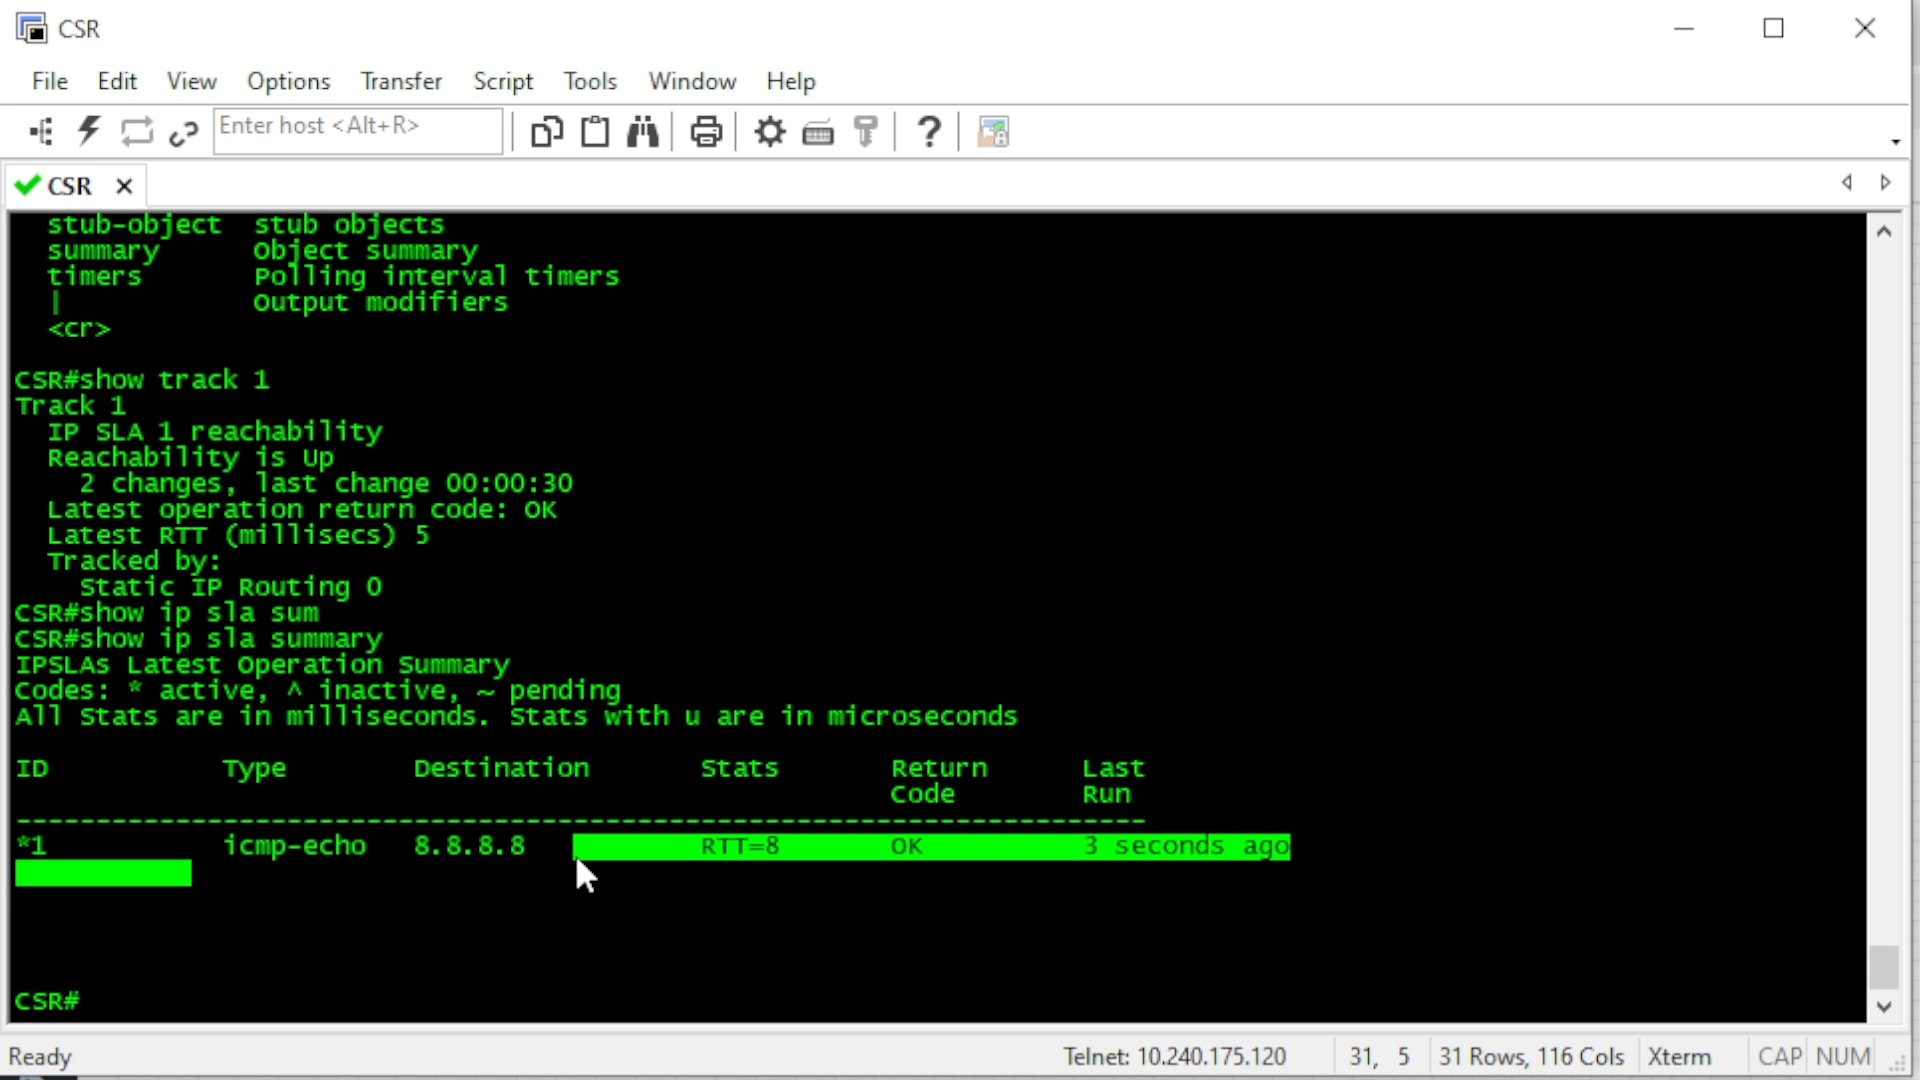 CSR
File Edit View Options Transfer Script Tools Window Help
Enter host <Alt+R>
CSR
stub-object stub objects
summary Object summary
timers Polling interval timers
| Output modifiers
<cr>
CSR#show track 1
Track 1
IP SLA 1 reachability
Reachability is Up
2 changes, last change 00:00:30
Latest operation return code: OK
Latest RTT (millisecs) 5
Tracked by:
Static IP Routing 0
CSR#show ip sla sum
CSR#show ip sla summary
IPSLAs Latest Operation Summary
Codes: * active, ^ inactive, ~ pending
All Stats are in milliseconds. Stats with u are in microseconds
ID Type Destination Stats Return Last
Code Run
-----------------------------------------------------------------------
*1 icmp-echo 8.8.8.8 RTT=8 OK 3 seconds ago
CSR#
Ready Telnet: 10.240.175.120 31, 5 31 Rows, 116 Cols Xterm CAP NUM